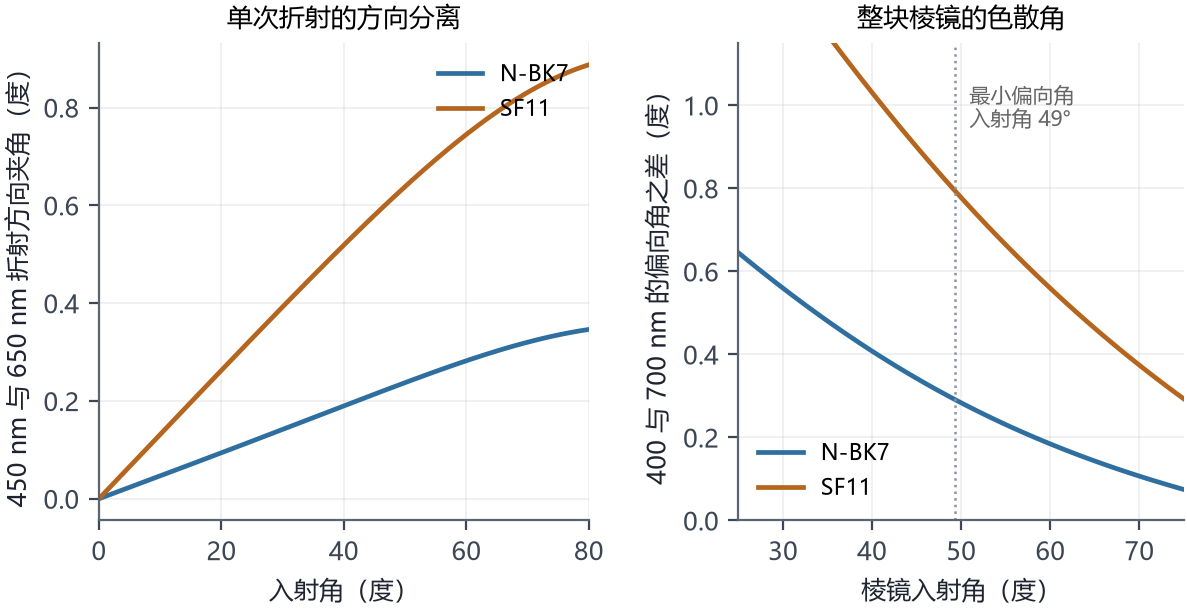 单次折射的方向分离
450 nm 与 650 nm 折射方向夹角（度）
0.8
0.6
0.4
0.2
0.0
N-BK7
SF11
0 20 40 60 80
入射角（度）
整块棱镜的色散角
400 与 700 nm 的偏向角之差（度）
1.0
0.8
0.6
0.4
0.2
0.0
最小偏向角
入射角 49°
N-BK7
SF11
30 40 50 60 70
棱镜入射角（度）